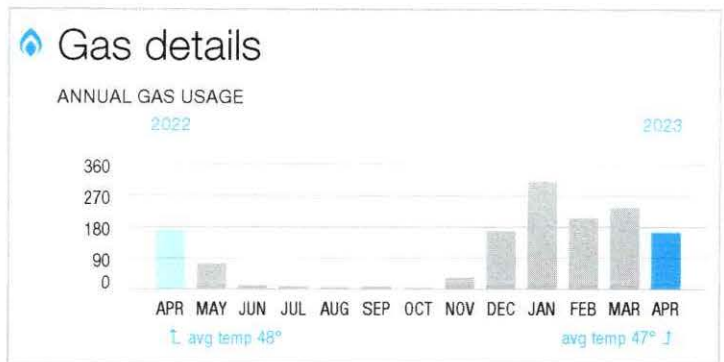 Gas details
ANNUAL GAS USAGE
2022 2023
360
270
180
90
0
APR MAY JUN JUL AUG SEP OCT NOV DEC JAN FEB MAR APR
avg temp 48° avg temp 47°